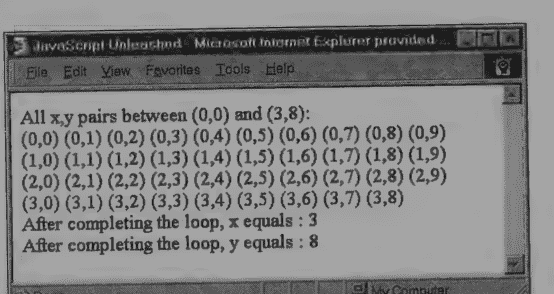 JavaScript Unleashed - Microsoft Internet Explorer provided ...
File Edit View Favorites Tools Help
All x,y pairs between (0,0) and (3,8):
(0,0) (0,1) (0,2) (0,3) (0,4) (0,5) (0,6) (0,7) (0,8) (0,9)
(1,0) (1,1) (1,2) (1,3) (1,4) (1,5) (1,6) (1,7) (1,8) (1,9)
(2,0) (2,1) (2,2) (2,3) (2,4) (2,5) (2,6) (2,7) (2,8) (2,9)
(3,0) (3,1) (3,2) (3,3) (3,4) (3,5) (3,6) (3,7) (3,8)
After completing the loop, x equals : 3
After completing the loop, y equals : 8
My Computer